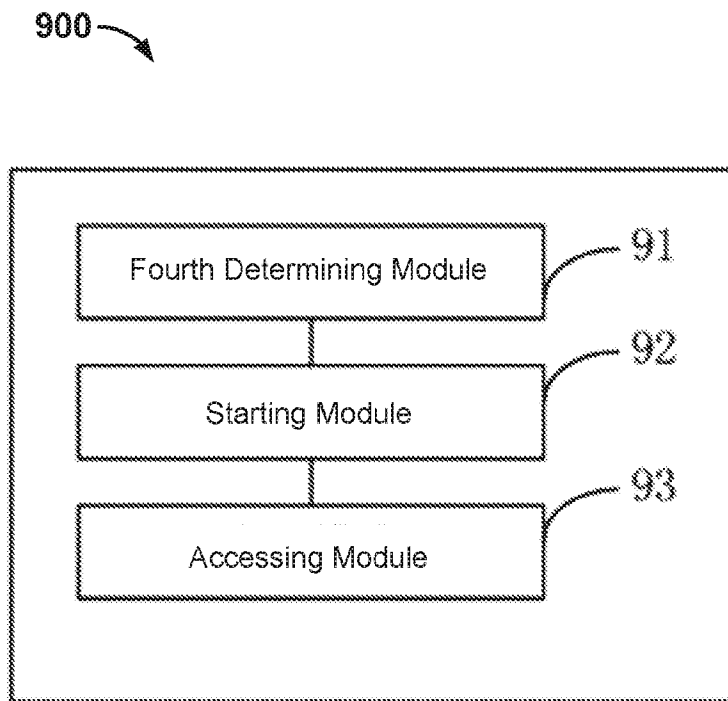 900
Fourth Determining Module
91
Starting Module
92
Accessing Module
93